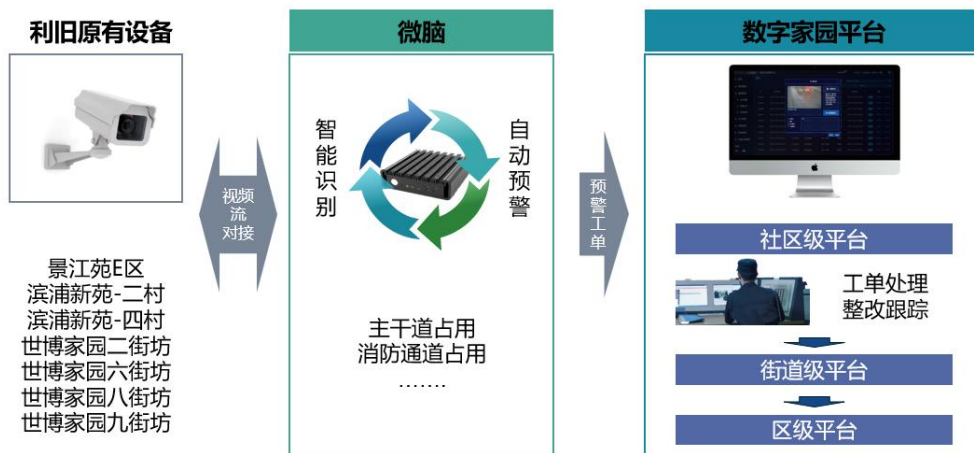 利旧原有设备
景江苑E区
滨浦新苑-二村
滨浦新苑-四村
世博家园二街坊
世博家园六街坊
世博家园八街坊
世博家园九街坊
视频
流
对接
微脑
智能识别
自动预警
主干道占用
消防通道占用
.......
预警工单
数字家园平台
社区级平台
工单处理
整改跟踪
街道级平台
区级平台